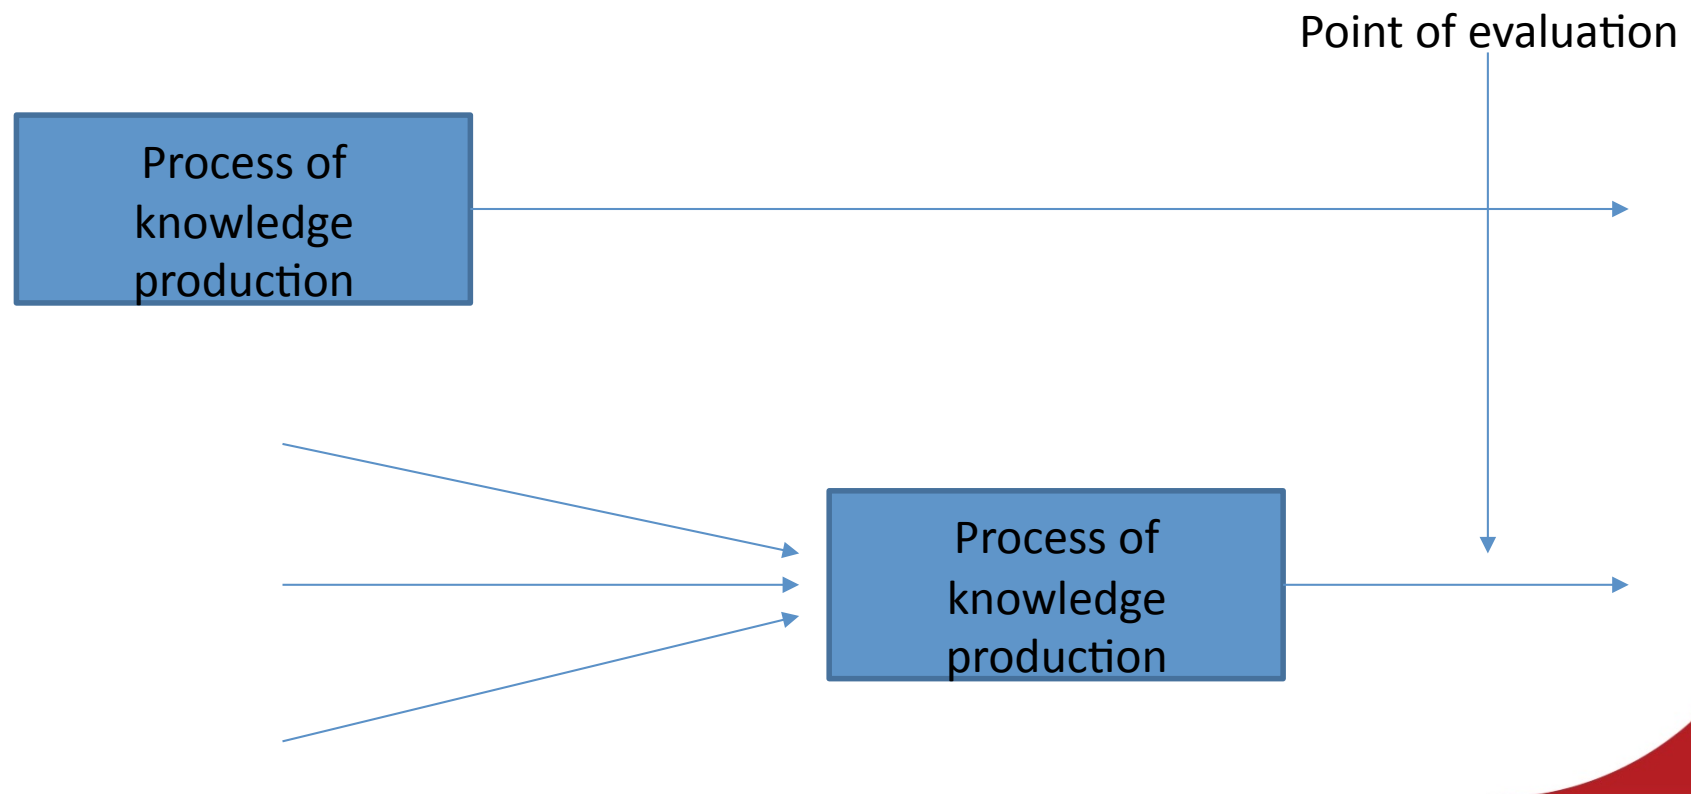 Point of evaluation
Process of
knowledge
production
Process of
knowledge
production